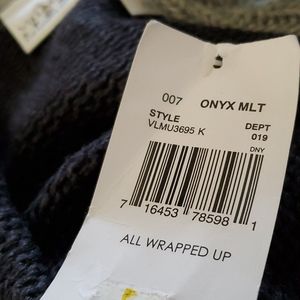 007 ONYX MLT
STYLE DEPT
VLMU3695 K 019
DNY
7 16453 78598 1
ALL WRAPPED UP